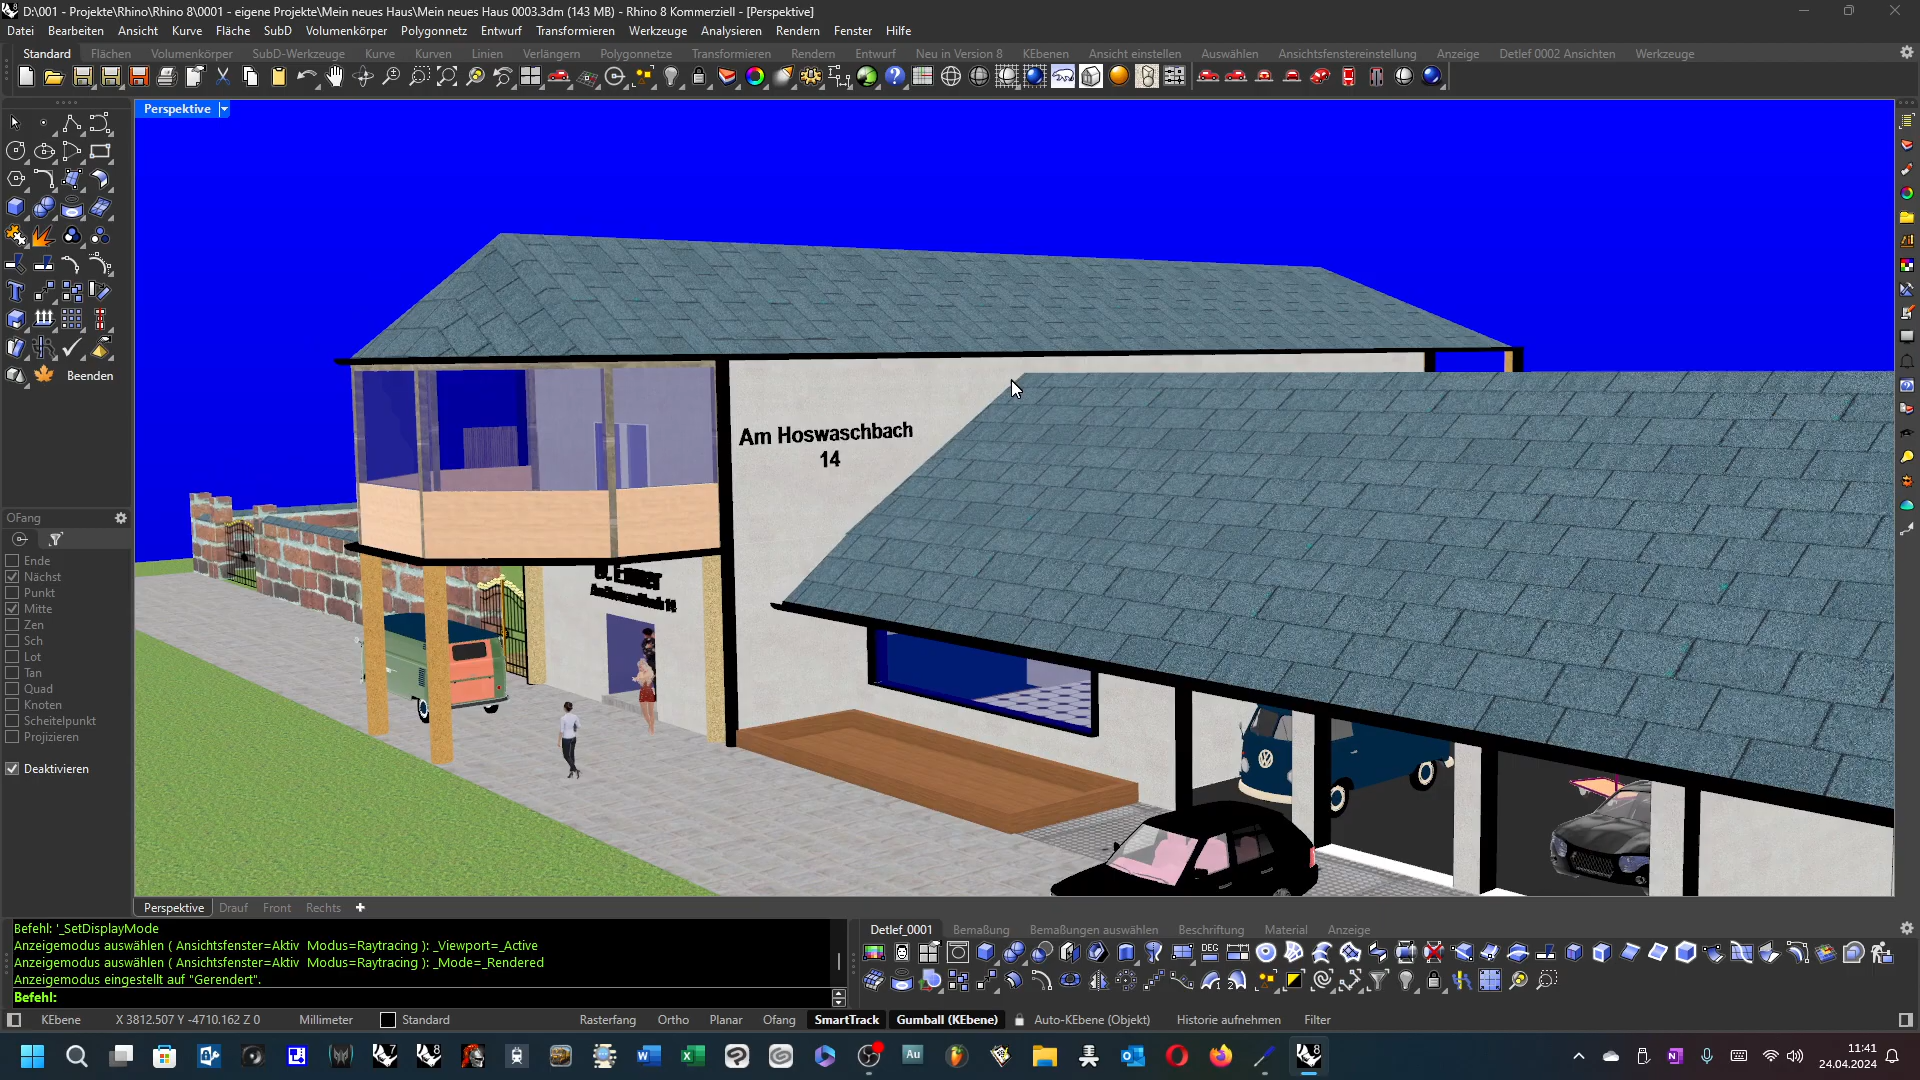 D:\001 - Projekte\Rhino\Rhino 8\0001 - eigene Projekte\Mein neues Haus\Mein neues Haus 0003.3dm (143 MB) - Rhino 8 Kommerziell - [Perspektive]
Datei Bearbeiten Ansicht Kurve Fläche SubD Volumenkörper Polygonnetz Entwurf Transformieren Werkzeuge Analysieren Rendern Fenster Hilfe
Standard Flächen Volumenkörper SubD-Werkzeuge Kurve Kurven Linien Verlängern Polygonnetze Transformieren Rendern Entwurf Neu in Version 8 KEbenen Ansicht einstellen Auswählen Ansichtsfenstereinstellung Anzeige Detlef 0002 Ansichten Werkzeuge
Perspektive
Beenden
Am Hoswaschbach
14
OFang
Ende
Nächst
Punkt
Mitte
Zen
Sch
Lot
Tan
Quad
Knoten
Scheitelpunkt
Projizieren
Deaktivieren
Perspektive Drauf Front Rechts
Befehl: '_SetDisplayMode
Anzeigemodus auswählen ( Ansichtsfenster=Aktiv Modus=Raytracing ): _Viewport=_Active
Anzeigemodus auswählen ( Ansichtsfenster=Aktiv Modus=Raytracing ): _Mode=_Rendered
Anzeigemodus eingestellt auf "Gerendert".
Befehl:
Detlef_0001 Bemaßung Bemaßungen auswählen Beschriftung Material Anzeige
DEG
KEbene X 3812.507 Y -4710.162 Z 0 Millimeter Standard Rasterfang Ortho Planar Ofang SmartTrack Gumball (KEbene) Auto-KEbene (Objekt) Historie aufnehmen Filter
Au
11:41
24.04.2024